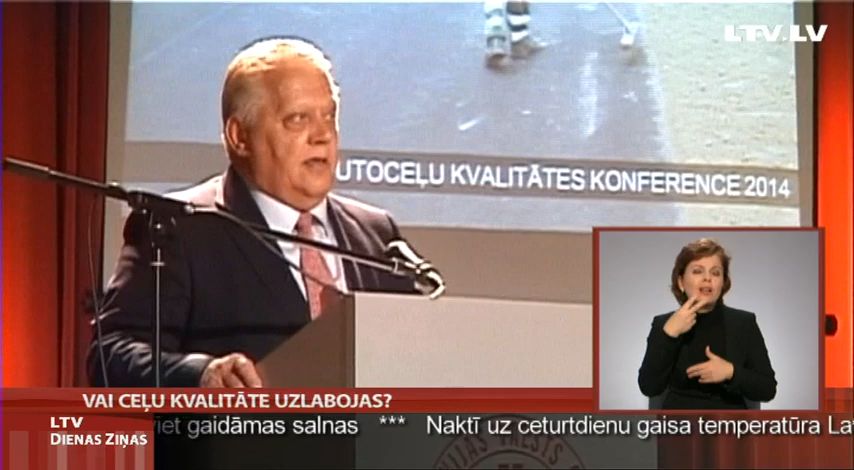 LTV.LV
UTOCEĻU KVALITĀTES KONFERENCE 2014
VAI CEĻU KVALITĀTE UZLABOJAS?
LTV
DIENAS ZIŅAS
viet gaidāmas salnas *** Naktī uz ceturtdienu gaisa temperatūra La